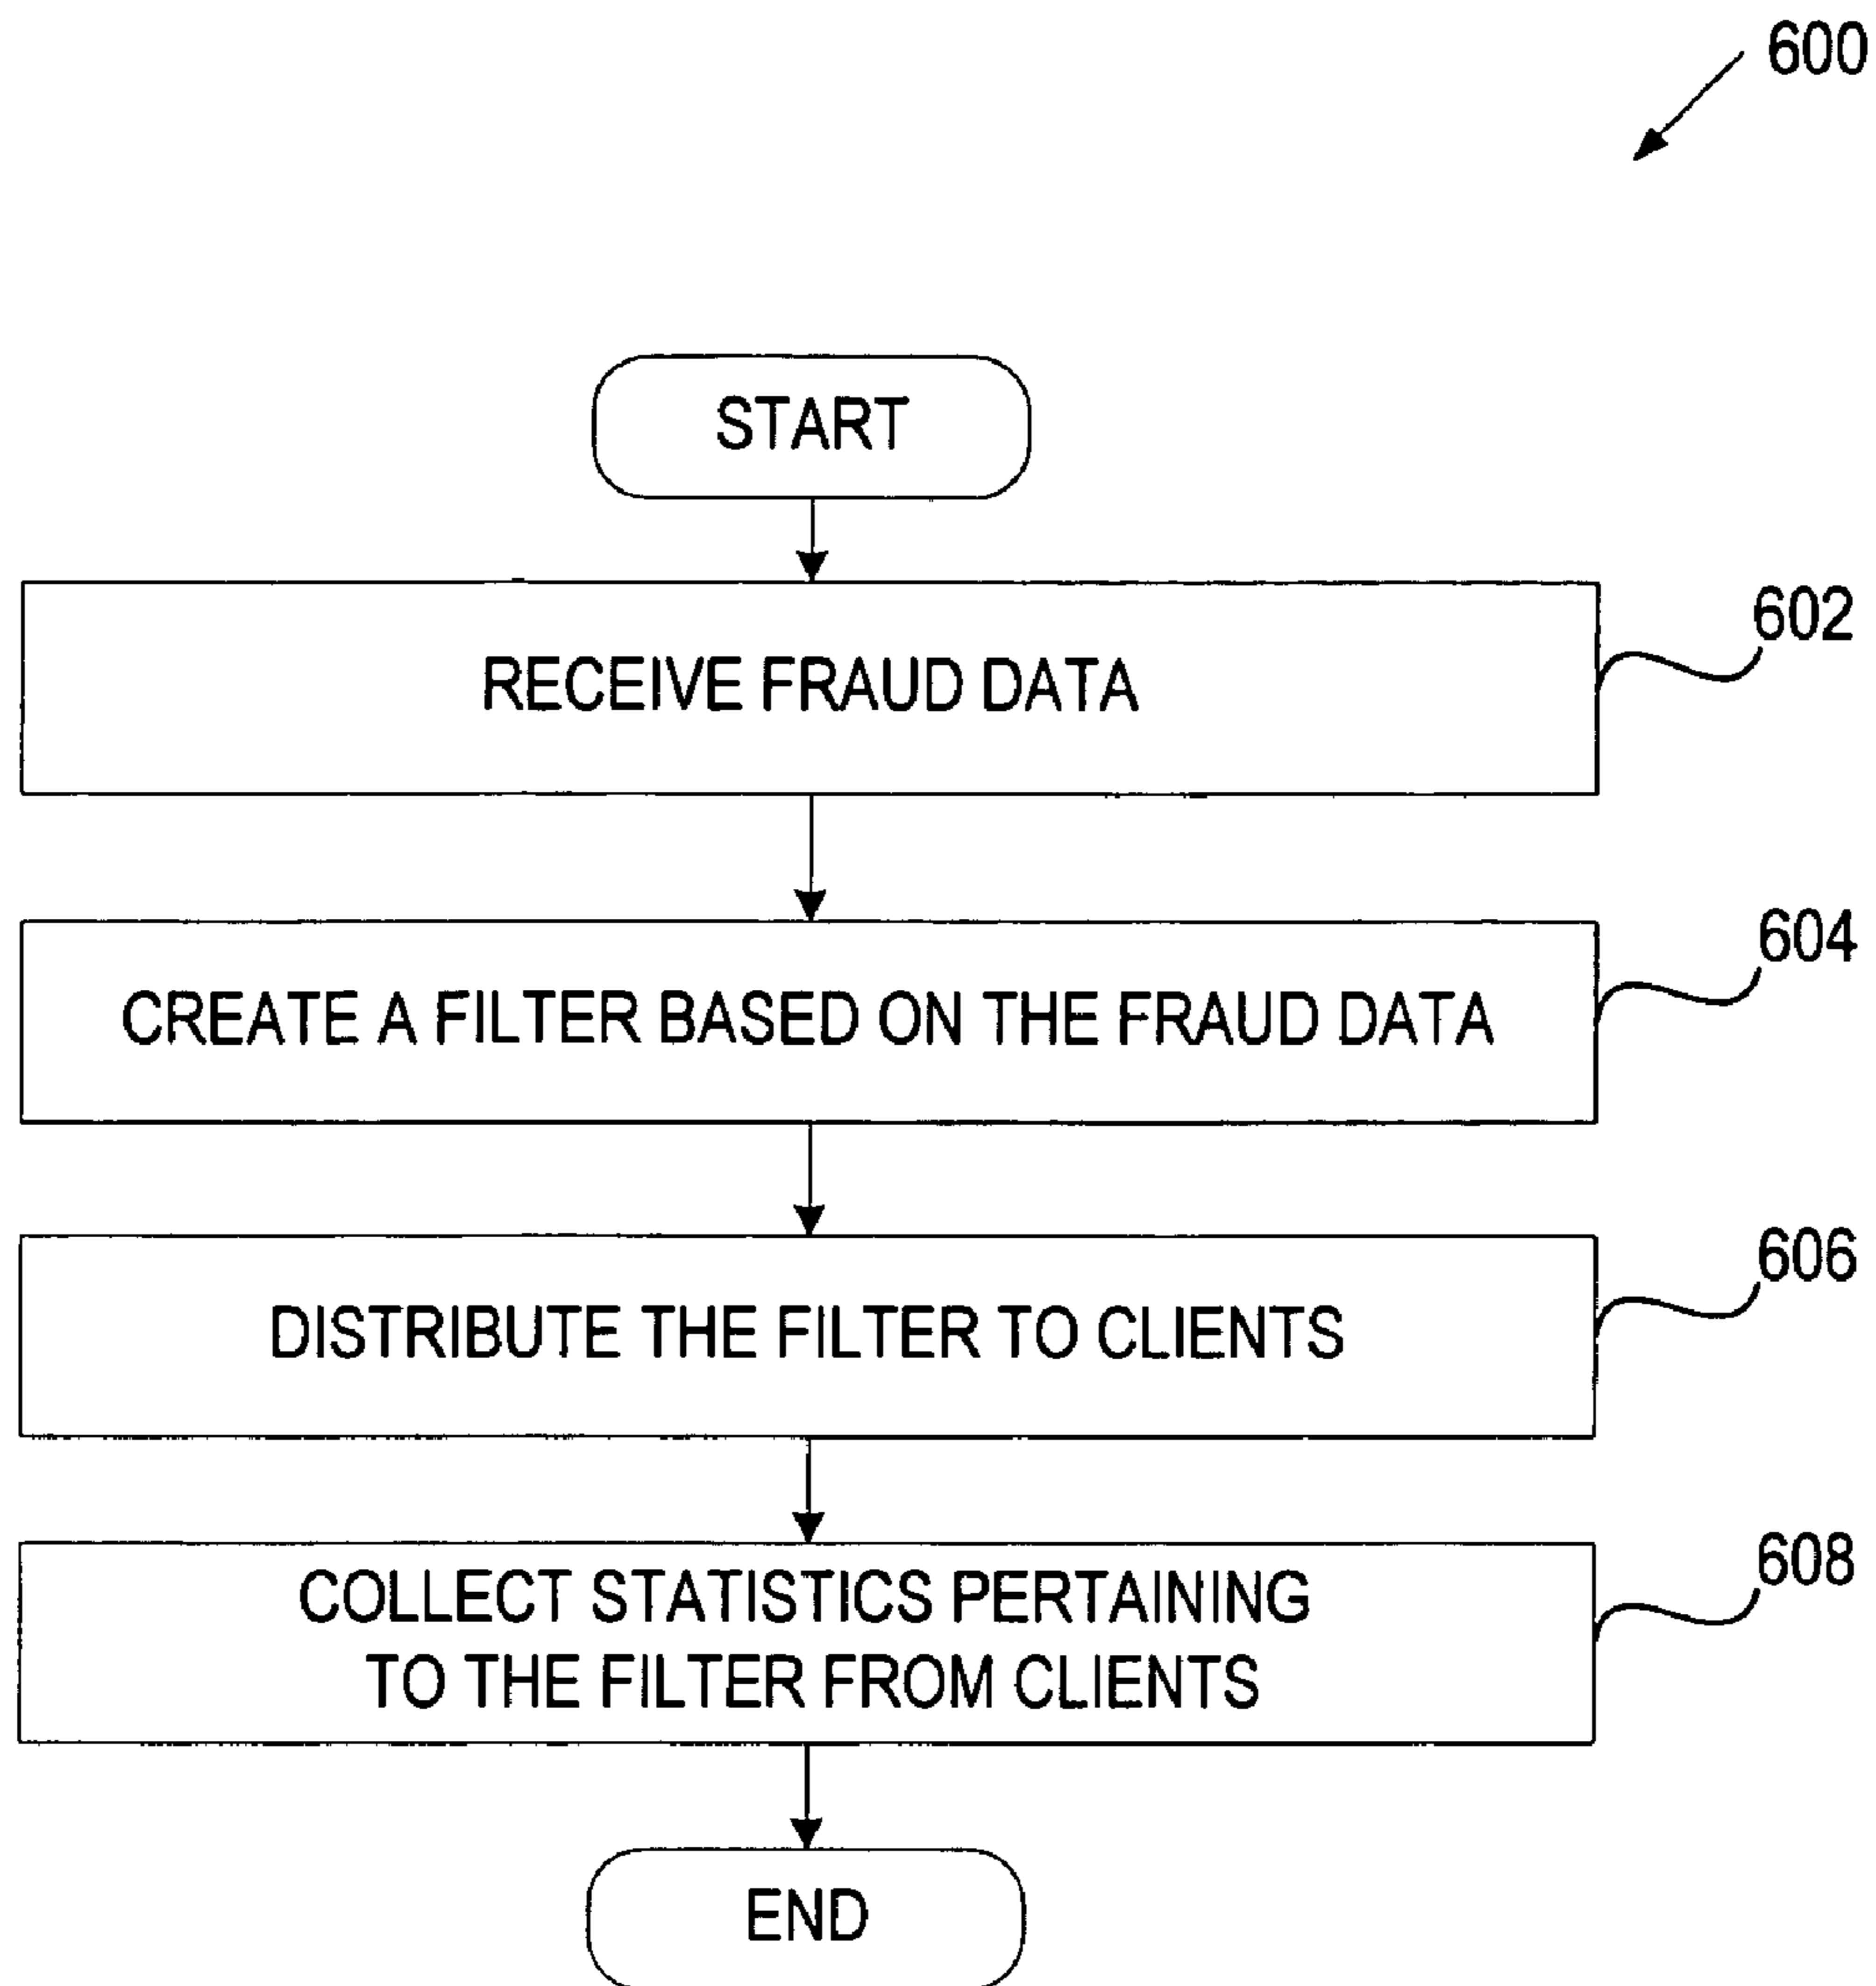 600
START
RECEIVE FRAUD DATA
602
CREATE A FILTER BASED ON THE FRAUD DATA
604
DISTRIBUTE THE FILTER TO CLIENTS
606
COLLECT STATISTICS PERTAINING
TO THE FILTER FROM CLIENTS
608
END